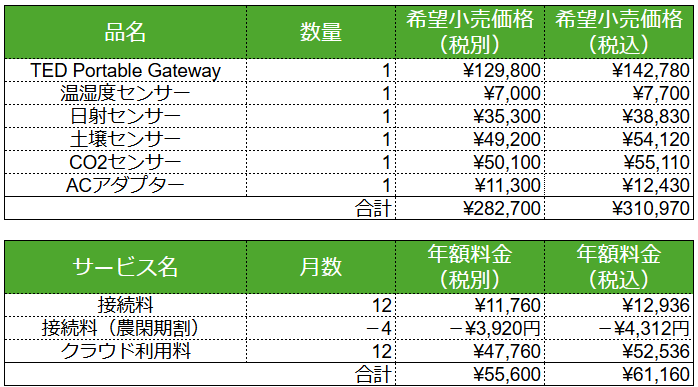 品名 数量 希望小売価格（税別） 希望小売価格（税込）
TED Portable Gateway 1 ¥129,800 ¥142,780
温湿度センサー 1 ¥7,000 ¥7,700
日射センサー 1 ¥35,300 ¥38,830
土壌センサー 1 ¥49,200 ¥54,120
CO2センサー 1 ¥50,100 ¥55,110
ACアダプター 1 ¥11,300 ¥12,430
合計 ¥282,700 ¥310,970
サービス名 月数 年額料金（税別） 年額料金（税込）
接続料 12 ¥11,760 ¥12,936
接続料（農閑期割） －4 －¥3,920円 －¥4,312円
クラウド利用料 12 ¥47,760 ¥52,536
合計 ¥55,600 ¥61,160